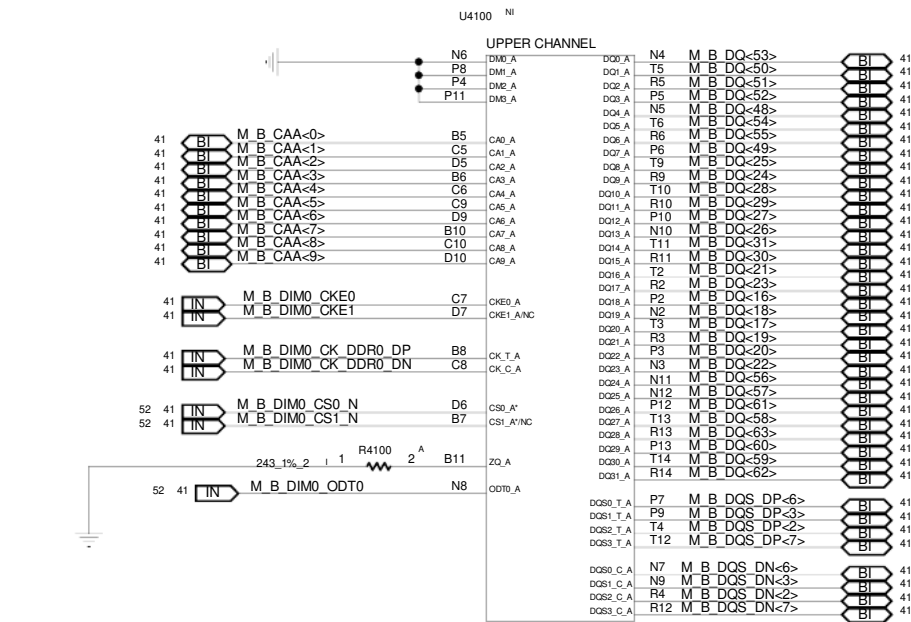 U4100 NI
UPPER CHANNEL
N6 DM0_A DQ0_A N4 M_B_DQ<53> BI 41
P8 DM1_A DQ1_A T5 M_B_DQ<50> BI 41
P4 DM2_A DQ2_A R5 M_B_DQ<51> BI 41
P11 DM3_A DQ3_A P5 M_B_DQ<52> BI 41
DQ4_A N5 M_B_DQ<48> BI 41
DQ5_A T6 M_B_DQ<54> BI 41
41 BI M_B_CAA<0> B5 CA0_A DQ6_A R6 M_B_DQ<55> BI 41
41 BI M_B_CAA<1> C5 CA1_A DQ7_A P6 M_B_DQ<49> BI 41
41 BI M_B_CAA<2> D5 CA2_A DQ8_A T9 M_B_DQ<25> BI 41
41 BI M_B_CAA<3> B6 CA3_A DQ9_A R9 M_B_DQ<24> BI 41
41 BI M_B_CAA<4> C6 CA4_A DQ10_A T10 M_B_DQ<28> BI 41
41 BI M_B_CAA<5> C9 CA5_A DQ11_A R10 M_B_DQ<29> BI 41
41 BI M_B_CAA<6> D9 CA6_A DQ12_A P10 M_B_DQ<27> BI 41
41 BI M_B_CAA<7> B10 CA7_A DQ13_A N10 M_B_DQ<26> BI 41
41 BI M_B_CAA<8> C10 CA8_A DQ14_A T11 M_B_DQ<31> BI 41
41 BI M_B_CAA<9> D10 CA9_A DQ15_A R11 M_B_DQ<30> BI 41
DQ16_A T2 M_B_DQ<21> BI 41
DQ17_A R2 M_B_DQ<23> BI 41
41 IN M_B_DIM0_CKE0 C7 CKE0_A DQ18_A P2 M_B_DQ<16> BI 41
41 IN M_B_DIM0_CKE1 D7 CKE1_A/NC DQ19_A N2 M_B_DQ<18> BI 41
DQ20_A T3 M_B_DQ<17> BI 41
DQ21_A R3 M_B_DQ<19> BI 41
41 IN M_B_DIM0_CK_DDR0_DP B8 CK_T_A DQ22_A P3 M_B_DQ<20> BI 41
41 IN M_B_DIM0_CK_DDR0_DN C8 CK_C_A DQ23_A N3 M_B_DQ<22> BI 41
DQ24_A N11 M_B_DQ<56> BI 41
DQ25_A N12 M_B_DQ<57> BI 41
52 41 IN M_B_DIM0_CS0_N D6 CS0_A* DQ26_A P12 M_B_DQ<61> BI 41
52 41 IN M_B_DIM0_CS1_N B7 CS1_A*/NC DQ27_A T13 M_B_DQ<58> BI 41
DQ28_A R13 M_B_DQ<63> BI 41
DQ29_A P13 M_B_DQ<60> BI 41
R4100
243_1%_2 I 1 2 A B11 ZQ_A DQ30_A T14 M_B_DQ<59> BI 41
DQ31_A R14 M_B_DQ<62> BI 41
52 41 IN M_B_DIM0_ODT0 N8 ODT0_A
DQS0_T_A P7 M_B_DQS_DP<6> BI 41
DQS1_T_A P9 M_B_DQS_DP<3> BI 41
DQS2_T_A T4 M_B_DQS_DP<2> BI 41
DQS3_T_A T12 M_B_DQS_DP<7> BI 41
DQS0_C_A N7 M_B_DQS_DN<6> BI 41
DQS1_C_A N9 M_B_DQS_DN<3> BI 41
DQS2_C_A R4 M_B_DQS_DN<2> BI 41
DQS3_C_A R12 M_B_DQS_DN<7> BI 41